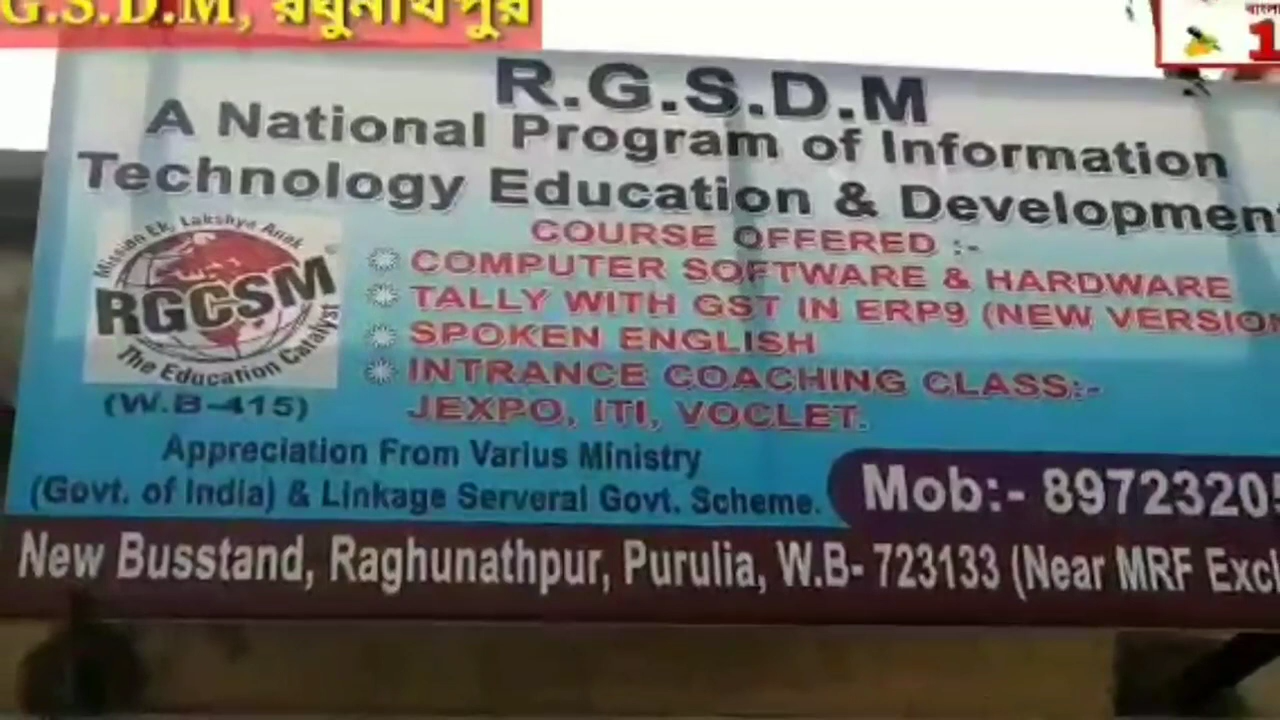 G.S.D.M, রঘুনাথপুর
বাংলা
1
R.G.S.D.M
A National Program of Information
Technology Education & Developmen
COURSE OFFERED :-
COMPUTER SOFTWARE & HARDWARE
TALLY WITH GST IN ERP9 (NEW VERSIO
SPOKEN ENGLISH
INTRANCE COACHING CLASS:-
JEXPO, ITI, VOCLET.
Mission Ek, Lakshya Anak
RGCSM
The Education Catalyst
(W.B-415)
Appreciation From Varius Ministry
(Govt. of India) & Linkage Serveral Govt. Scheme.
Mob:- 89723205
New Busstand, Raghunathpur, Purulia, W.B- 723133 (Near MRF Excl